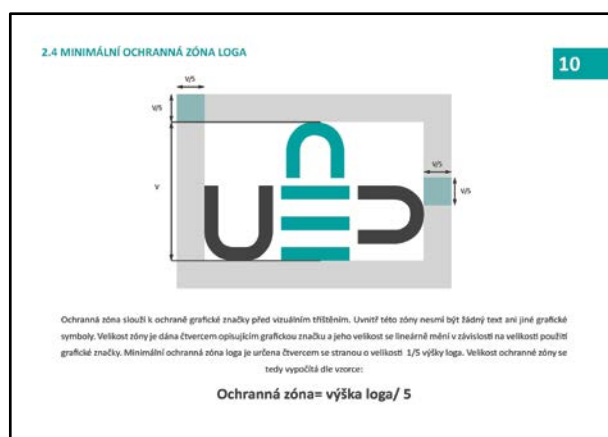 2.4 MINIMÁLNÍ OCHRANNÁ ZÓNA LOGA
10
V/5
V/5
V/5
V
V/5
Ochranná zóna slouží k ochraně grafické značky před vizuálním tříštěním. Uvnitř této zóny nesmí být žádný text ani jiné grafické
symboly. Velikost zóny je dána čtvercem opisujícím grafickou značku a jeho velikost se lineárně mění v závislosti na velikosti použití
grafické značky. Minimální ochranná zóna loga je určena čtvercem se stranou o velikosti 1/5 výšky loga. Velikost ochranné zóny se
tedy vypočítá dle vzorce:
Ochranná zóna= výška loga/ 5